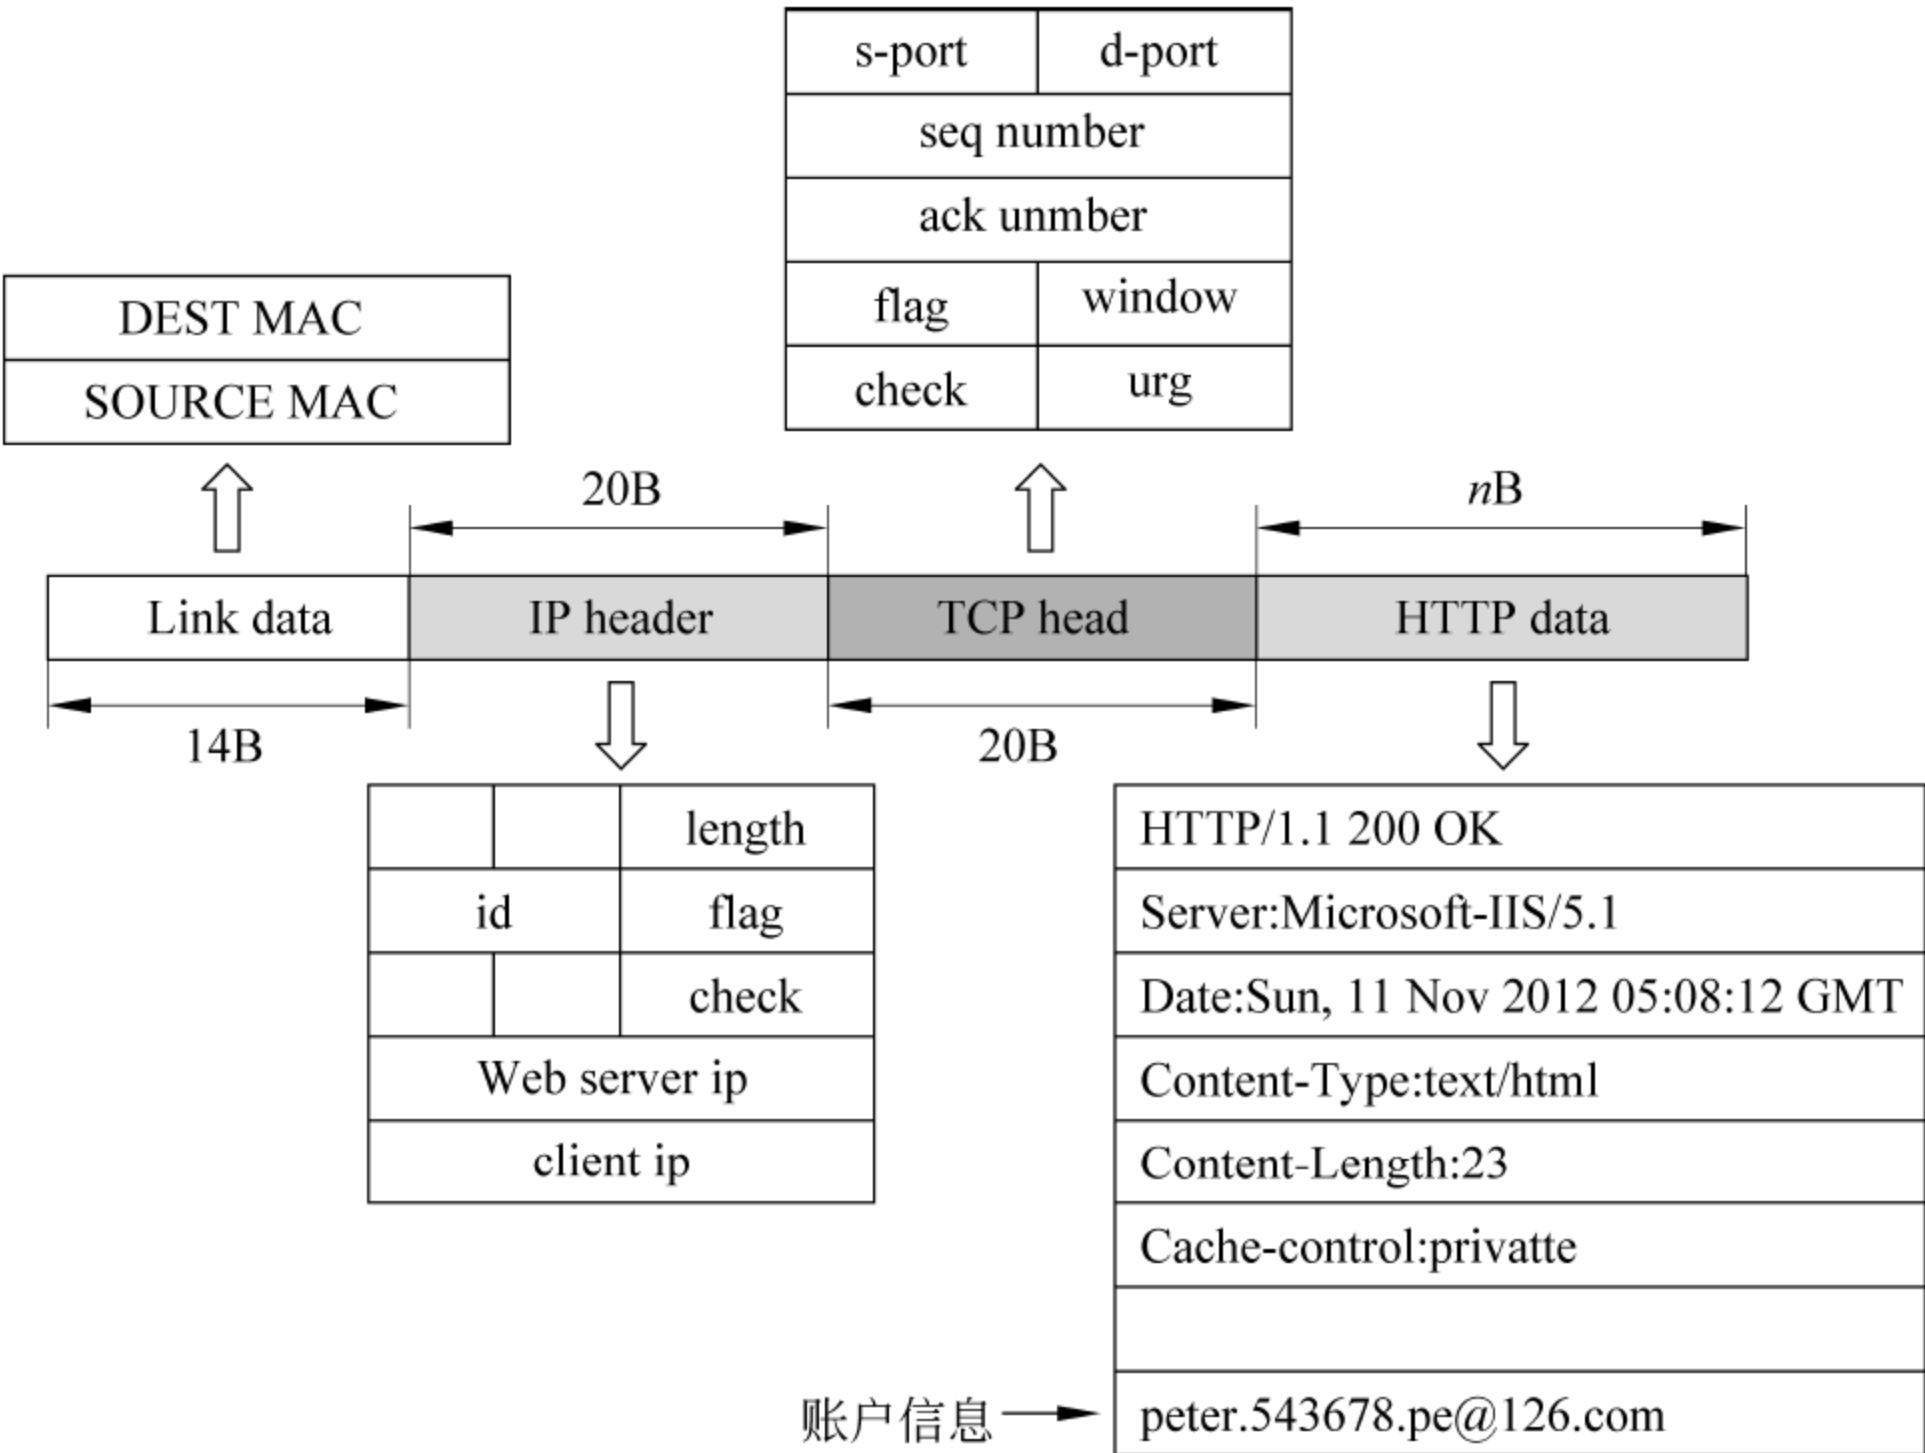 s-port d-port
seq number
ack unmber
flag window
check urg
DEST MAC
SOURCE MAC
20B nB
Link data IP header TCP head HTTP data
14B 20B
length
id flag
check
Web server ip
client ip
HTTP/1.1 200 OK
Server:Microsoft-IIS/5.1
Date:Sun, 11 Nov 2012 05:08:12 GMT
Content-Type:text/html
Content-Length:23
Cache-control:privatte
账户信息 peter.543678.pe@126.com